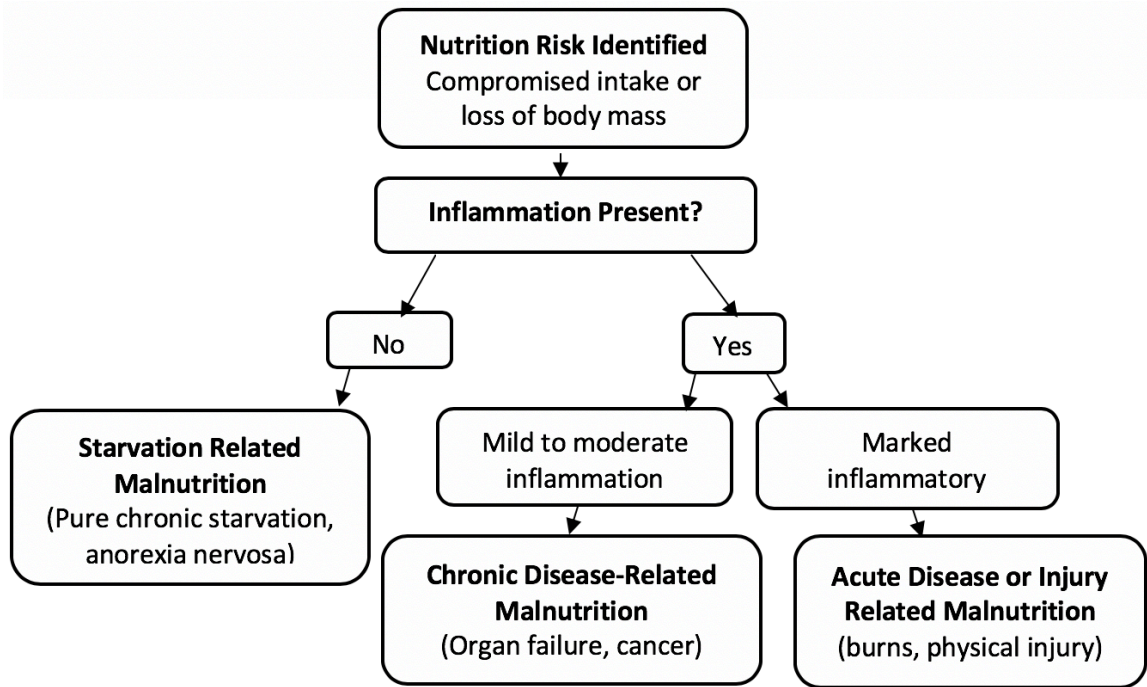 Nutrition Risk Identified
Compromised intake or
loss of body mass
Inflammation Present?
No
Yes
Starvation Related
Malnutrition
(Pure chronic starvation,
anorexia nervosa)
Mild to moderate
inflammation
Marked
inflammatory
Chronic Disease-Related
Malnutrition
(Organ failure, cancer)
Acute Disease or Injury
Related Malnutrition
(burns, physical injury)